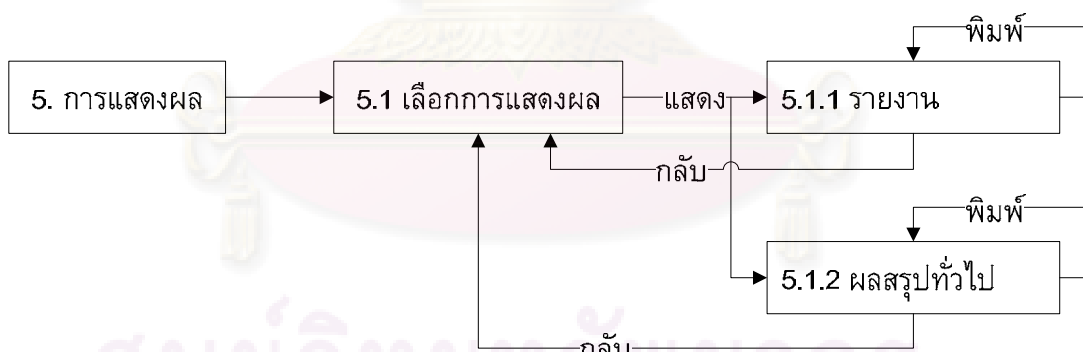 พิมพ์
5. การแสดงผล
5.1 เลือกการแสดงผล
แสดง
5.1.1 รายงาน
กลับ
พิมพ์
5.1.2 ผลสรุปทั่วไป
กลับ